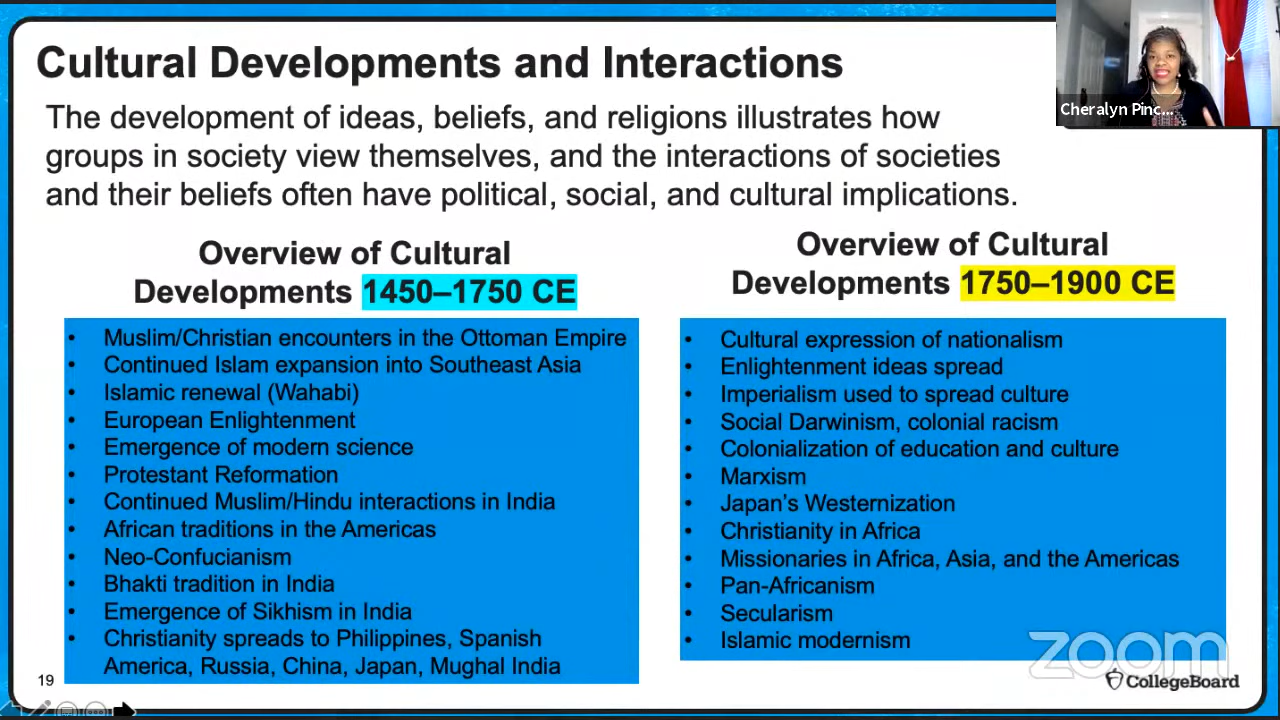 Cultural Developments and Interactions
Cheralyn Pinc...
The development of ideas, beliefs, and religions illustrates how
groups in society view themselves, and the interactions of societies
and their beliefs often have political, social, and cultural implications.
Overview of Cultural
Developments 1450–1750 CE
• Muslim/Christian encounters in the Ottoman Empire
• Continued Islam expansion into Southeast Asia
• Islamic renewal (Wahabi)
• European Enlightenment
• Emergence of modern science
• Protestant Reformation
• Continued Muslim/Hindu interactions in India
• African traditions in the Americas
• Neo-Confucianism
• Bhakti tradition in India
• Emergence of Sikhism in India
• Christianity spreads to Philippines, Spanish
America, Russia, China, Japan, Mughal India
Overview of Cultural
Developments 1750–1900 CE
• Cultural expression of nationalism
• Enlightenment ideas spread
• Imperialism used to spread culture
• Social Darwinism, colonial racism
• Colonialization of education and culture
• Marxism
• Japan's Westernization
• Christianity in Africa
• Missionaries in Africa, Asia, and the Americas
• Pan-Africanism
• Secularism
• Islamic modernism
zoom
19
CollegeBoard